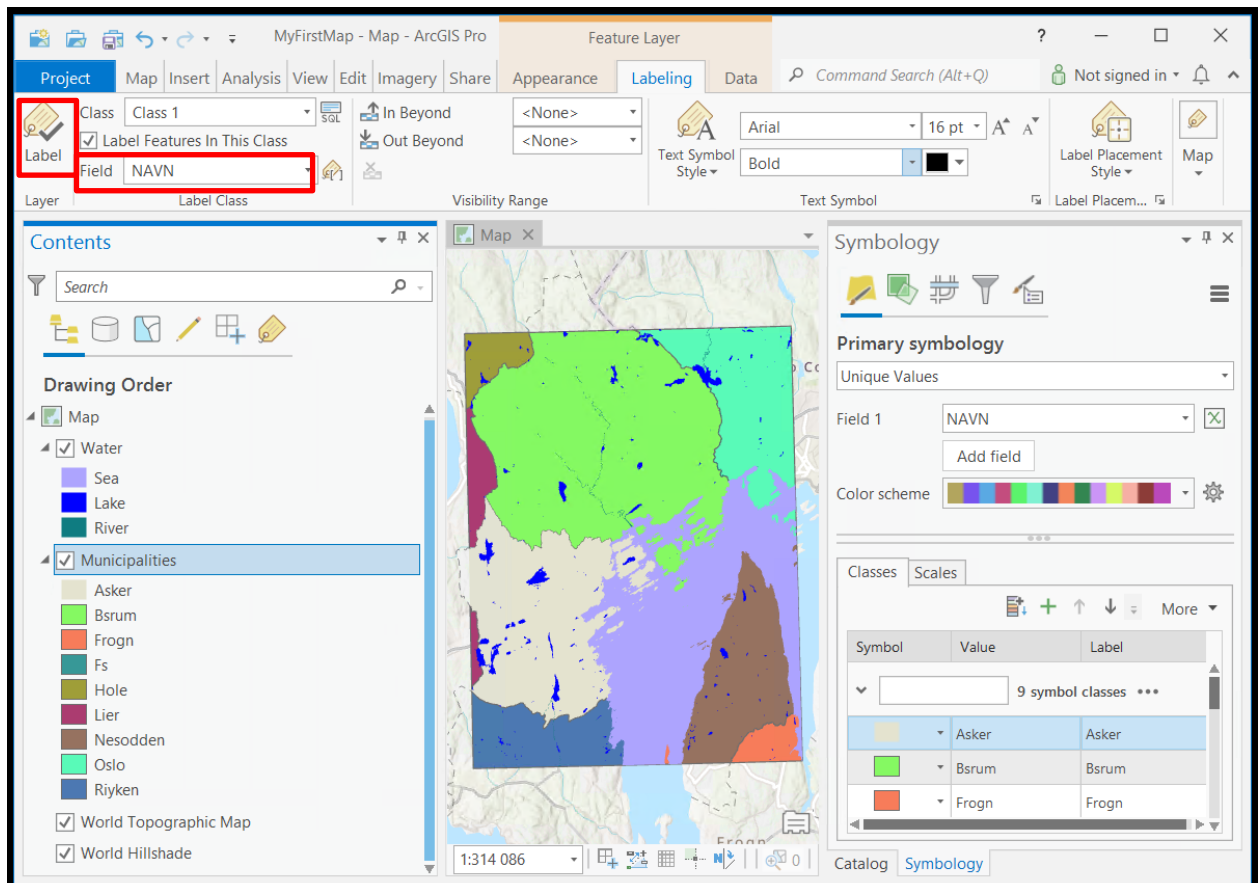 MyFirstMap - Map - ArcGIS Pro
Feature Layer
?
Project Map Insert Analysis View Edit Imagery Share Appearance Labeling Data
Command Search (Alt+Q)
Not signed in
Label
Class Class 1
SQL
Label Features In This Class
Field NAVN
Layer
Label Class
In Beyond
<None>
Out Beyond
<None>
Visibility Range
Text Symbol
Style
Arial
16 pt
A A
Bold
Text Symbol
Label Placement
Style
Label Placem...
Map
Contents
Search
Drawing Order
Map
Water
Sea
Lake
River
Municipalities
Asker
Bsrum
Frogn
Fs
Hole
Lier
Nesodden
Oslo
Riyken
World Topographic Map
World Hillshade
Map
Frogn
1:314 086
N
0
Symbology
Primary symbology
Unique Values
Field 1 NAVN
Add field
Color scheme
Classes Scales
More
Symbol Value Label
9 symbol classes
Asker Asker
Bsrum Bsrum
Frogn Frogn
Catalog Symbology